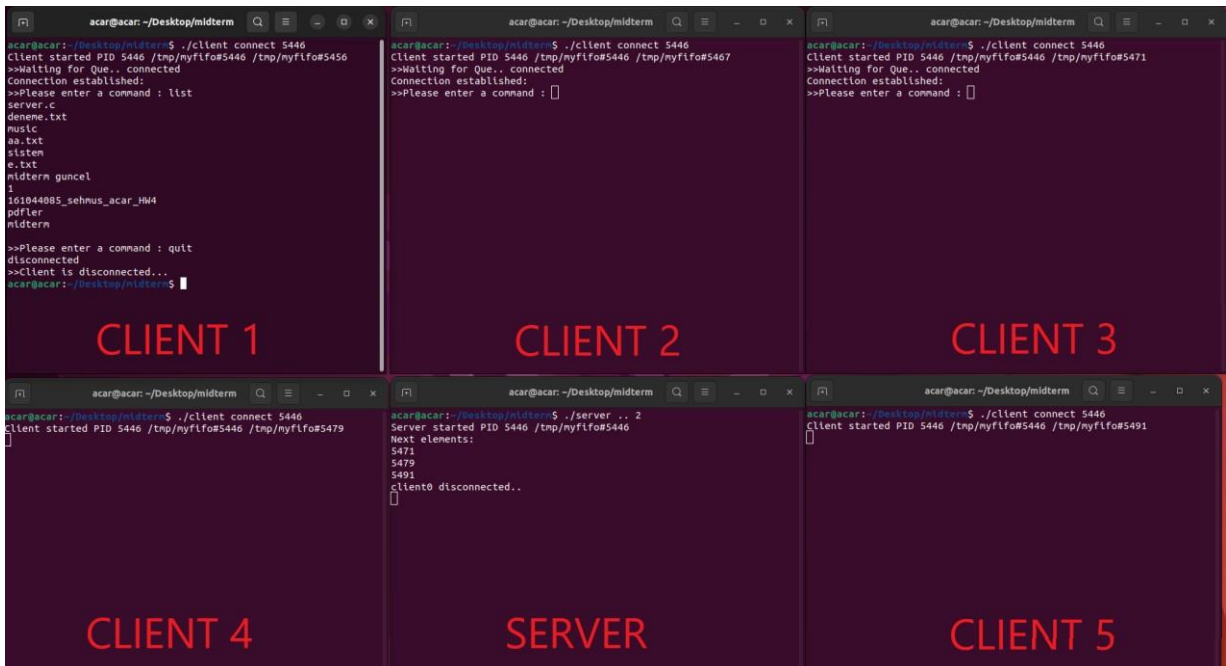 acar@acar: ~/Desktop/midterm
acar@acar:~/Desktop/midterm$ ./client connect 5446
Client started PID 5446 /tmp/myfifo#5446 /tmp/myfifo#5456
>>Waiting for Que.. connected
Connection established:
>>Please enter a command : list
server.c
deneme.txt
music
aa.txt
sistem
e.txt
midterm guncel
1
161044085_sehmus_acar_HW4
pdfler
midterm
>>Please enter a command : quit
disconnected
>>Client is disconnected...
acar@acar:~/Desktop/midterm$
CLIENT 1
acar@acar: ~/Desktop/midterm
acar@acar:~/Desktop/midterm$ ./client connect 5446
Client started PID 5446 /tmp/myfifo#5446 /tmp/myfifo#5467
>>Waiting for Que.. connected
Connection established:
>>Please enter a command :
CLIENT 2
acar@acar: ~/Desktop/midterm
acar@acar:~/Desktop/midterm$ ./client connect 5446
Client started PID 5446 /tmp/myfifo#5446 /tmp/myfifo#5471
>>Waiting for Que.. connected
Connection established:
>>Please enter a command :
CLIENT 3
acar@acar: ~/Desktop/midterm
acar@acar:~/Desktop/midterm$ ./client connect 5446
Client started PID 5446 /tmp/myfifo#5446 /tmp/myfifo#5479
CLIENT 4
acar@acar: ~/Desktop/midterm
acar@acar:~/Desktop/midterm$ ./server .. 2
Server started PID 5446 /tmp/myfifo#5446
Next elements:
5471
5479
5491
client0 disconnected..
SERVER
acar@acar: ~/Desktop/midterm
acar@acar:~/Desktop/midterm$ ./client connect 5446
Client started PID 5446 /tmp/myfifo#5446 /tmp/myfifo#5491
CLIENT 5